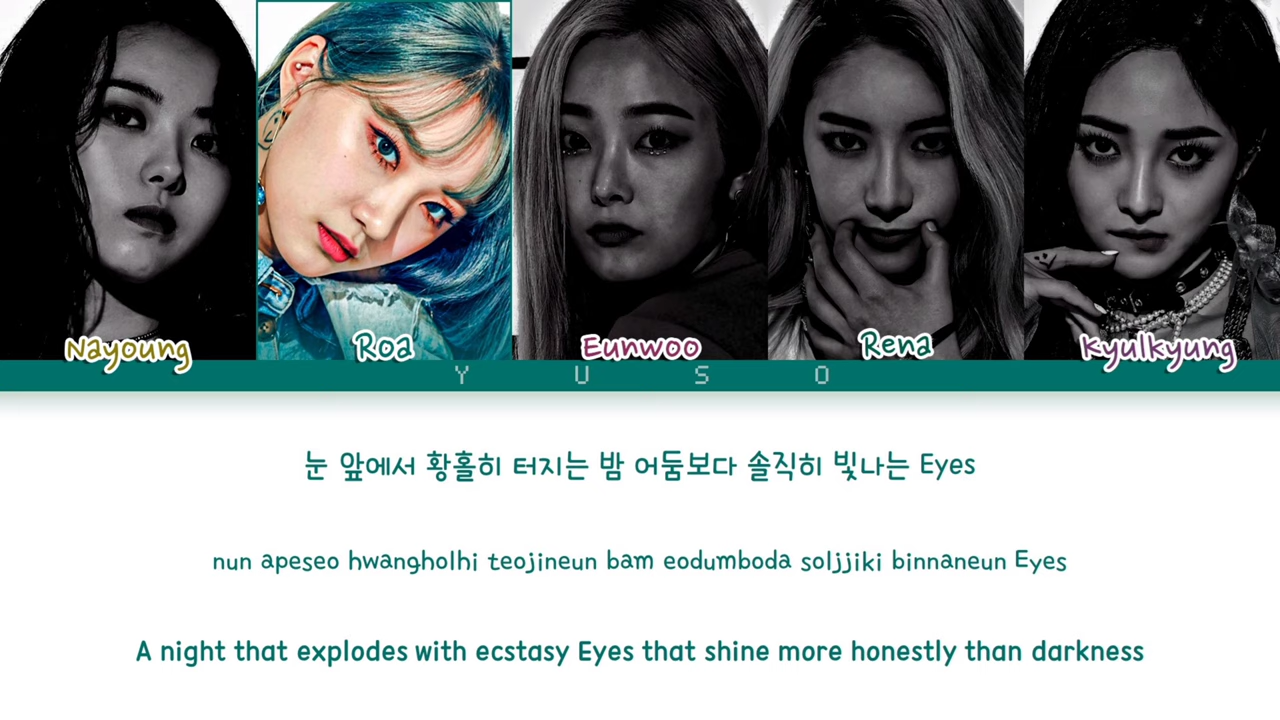 Nayoung Roa Eunwoo Rena Kyulkyung
Y U S O
눈 앞에서 황홀히 터지는 밤 어둠보다 솔직히 빛나는 Eyes
nun apeseo hwangholhi teojineun bam eodumboda soljjiki binnaneun Eyes
A night that explodes with ecstasy Eyes that shine more honestly than darkness